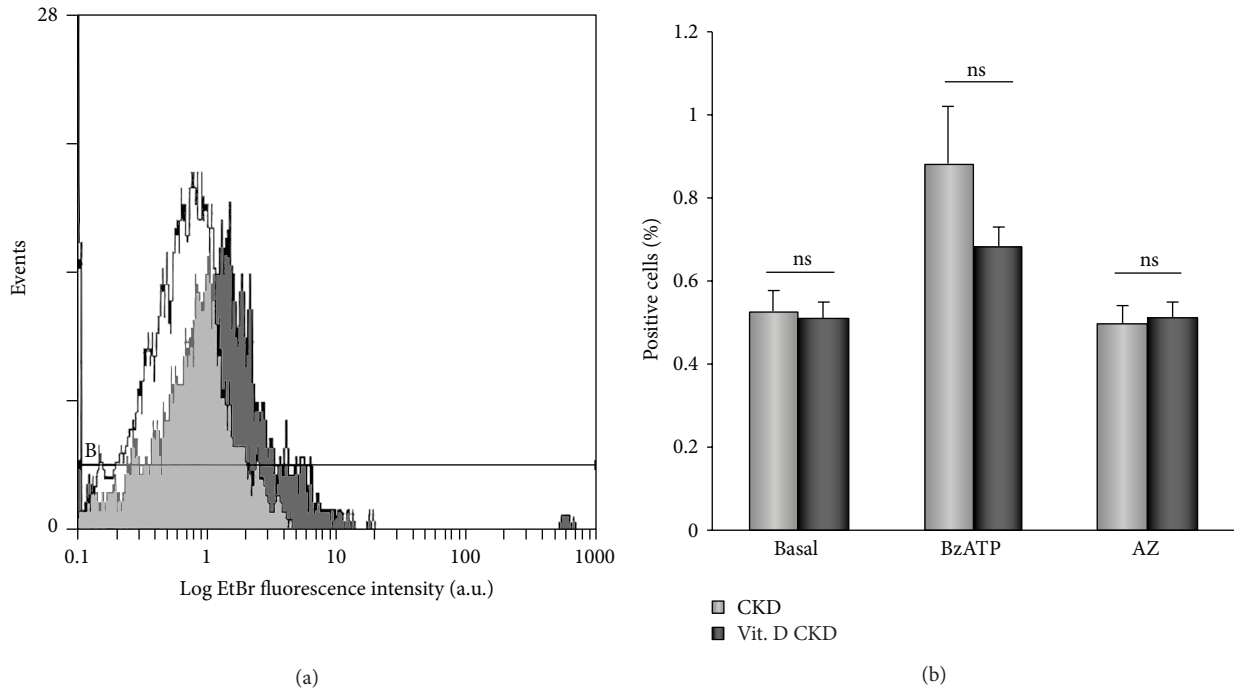 28
Events
B
0
0.1 1 10 100 1000
Log EtBr fluorescence intensity (a.u.)
(a)
1.2
1
0.8
0.6
0.4
0.2
0
Positive cells (%)
ns
ns
ns
Basal BzATP AZ
CKD
Vit. D CKD
(b)